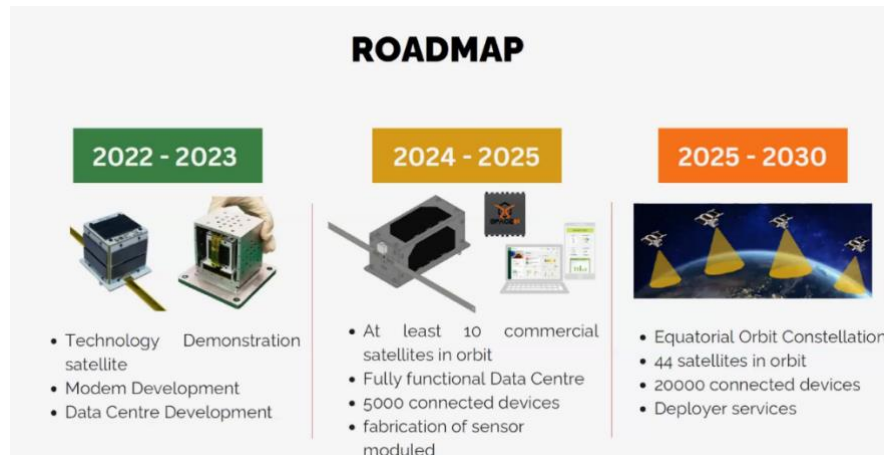 ROADMAP
2022 - 2023
Technology Demonstration
satellite
Modem Development
Data Centre Development
2024 - 2025
At least 10 commercial
satellites in orbit
Fully functional Data Centre
5000 connected devices
fabrication of sensor
moduled
2025 - 2030
Equatorial Orbit Constellation
44 satellites in orbit
20000 connected devices
Deployer services